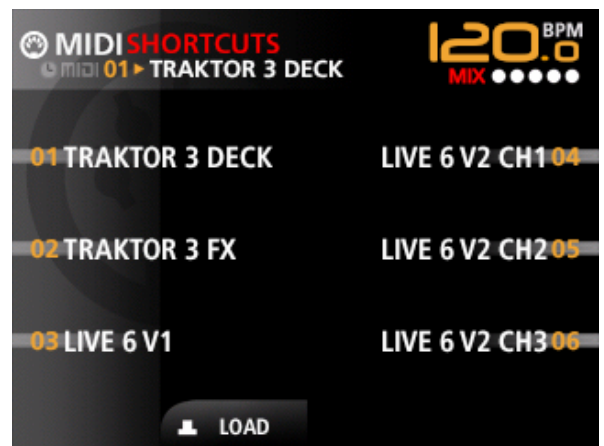 MIDI SHORTCUTS
MIDI 01 ▸ TRAKTOR 3 DECK
120.0 BPM
MIX
01 TRAKTOR 3 DECK
LIVE 6 V2 CH1 04
02 TRAKTOR 3 FX
LIVE 6 V2 CH2 05
03 LIVE 6 V1
LIVE 6 V2 CH3 06
LOAD